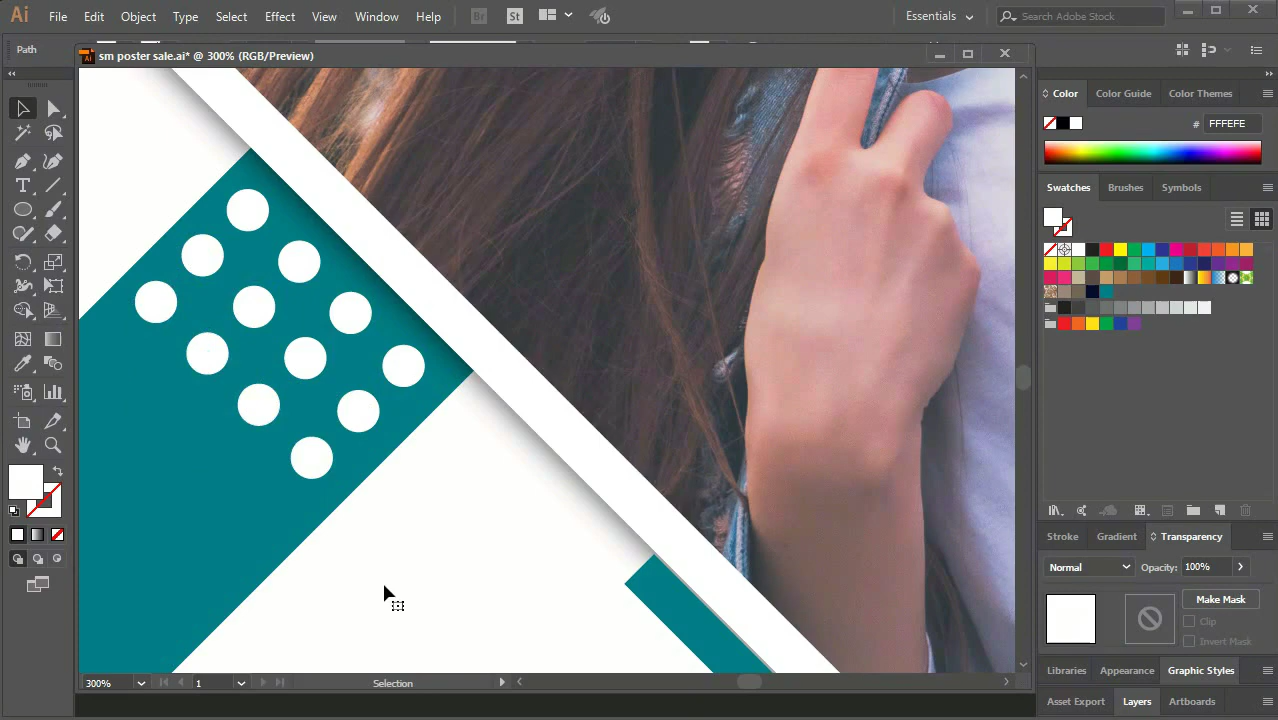 Ai File Edit Object Type Select Effect View Window Help Br St Essentials Search Adobe Stock
Path
sm poster sale.ai* @ 300% (RGB/Preview)
Color Color Guide Color Themes
# FFFEFE
Swatches Brushes Symbols
Stroke Gradient Transparency
Normal Opacity: 100%
Make Mask
Clip
Invert Mask
Libraries Appearance Graphic Styles
300% 1 Selection
Asset Export Layers Artboards